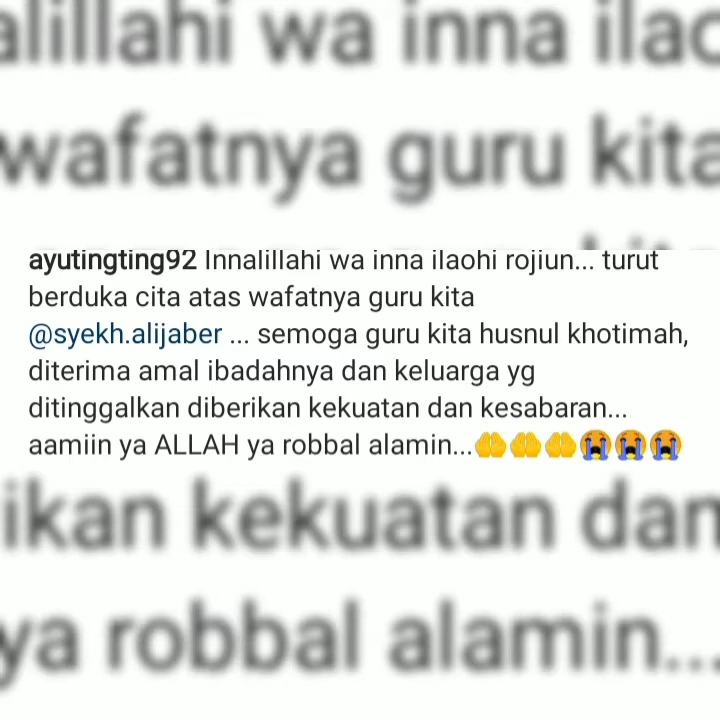 alillahi wa inna ilao
wafatnya guru kita
ayutingting92 Innalillahi wa inna ilaohi rojiun... turut
berduka cita atas wafatnya guru kita
@syekh.alijaber ... semoga guru kita husnul khotimah,
diterima amal ibadahnya dan keluarga yg
ditinggalkan diberikan kekuatan dan kesabaran...
aamiin ya ALLAH ya robbal alamin...🤲🤲🤲😭😭😭
ikan kekuatan dan
ya robbal alamin...